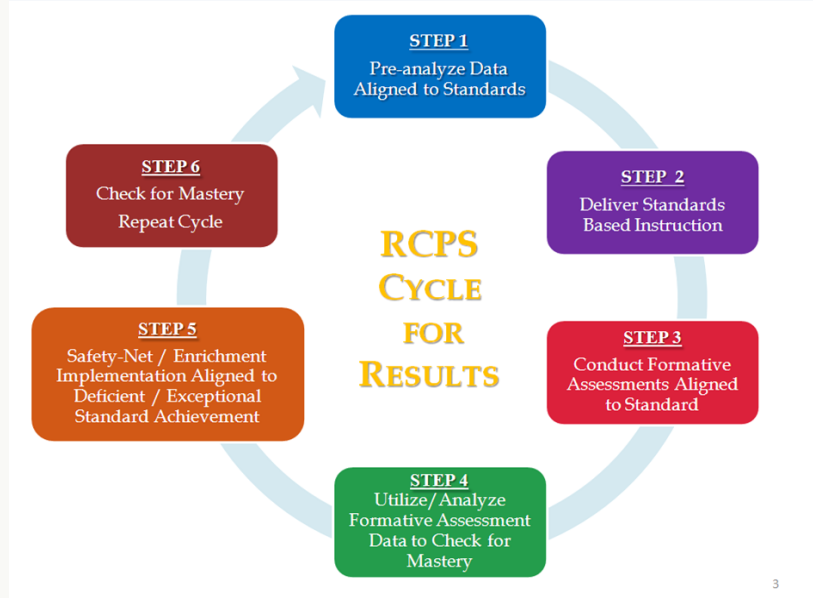 STEP 1
Pre-analyze Data
Aligned to Standards
STEP 2
Deliver Standards
Based Instruction
STEP 3
Conduct Formative
Assessments Aligned
to Standard
STEP 4
Utilize/Analyze
Formative Assessment
Data to Check for
Mastery
STEP 5
Safety-Net / Enrichment
Implementation Aligned to
Deficient / Exceptional
Standard Achievement
STEP 6
Check for Mastery
Repeat Cycle
RCPS
CYCLE
FOR
RESULTS
3